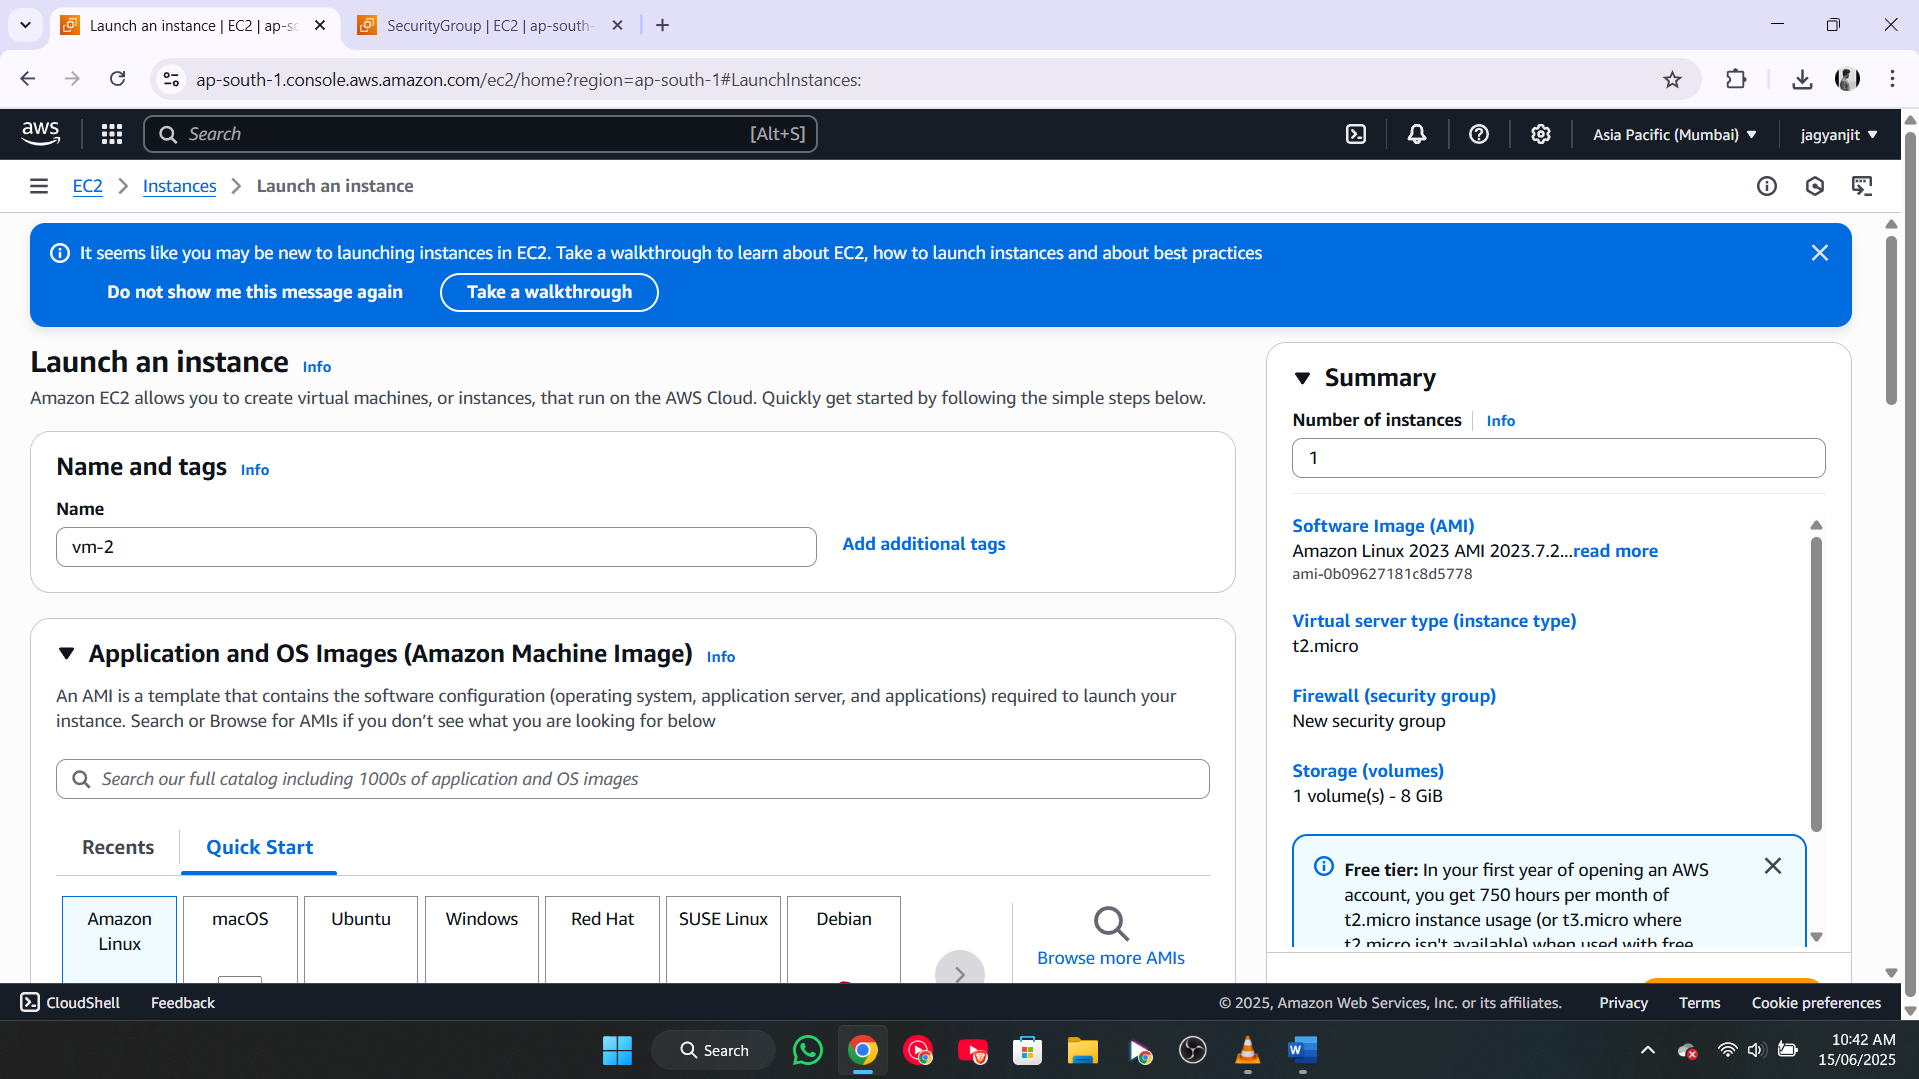 Launch an instance | EC2 | ap-sc
SecurityGroup | EC2 | ap-south-
ap-south-1.console.aws.amazon.com/ec2/home?region=ap-south-1#LaunchInstances:
aws
Search
[Alt+S]
Asia Pacific (Mumbai)
jagyanjit
EC2
Instances
Launch an instance
It seems like you may be new to launching instances in EC2. Take a walkthrough to learn about EC2, how to launch instances and about best practices
Do not show me this message again
Take a walkthrough
Launch an instance Info
Amazon EC2 allows you to create virtual machines, or instances, that run on the AWS Cloud. Quickly get started by following the simple steps below.
Name and tags Info
Name
vm-2
Add additional tags
Application and OS Images (Amazon Machine Image) Info
An AMI is a template that contains the software configuration (operating system, application server, and applications) required to launch your
instance. Search or Browse for AMIs if you don’t see what you are looking for below
Search our full catalog including 1000s of application and OS images
Recents
Quick Start
Amazon
Linux
macOS
Ubuntu
Windows
Red Hat
SUSE Linux
Debian
Browse more AMIs
Summary
Number of instances
Info
1
Software Image (AMI)
Amazon Linux 2023 AMI 2023.7.2...read more
ami-0b09627181c8d5778
Virtual server type (instance type)
t2.micro
Firewall (security group)
New security group
Storage (volumes)
1 volume(s) - 8 GiB
Free tier: In your first year of opening an AWS
account, you get 750 hours per month of
t2.micro instance usage (or t3.micro where
t2.micro isn't available) when used with free
CloudShell
Feedback
© 2025, Amazon Web Services, Inc. or its affiliates.
Privacy
Terms
Cookie preferences
Search
10:42 AM
15/06/2025